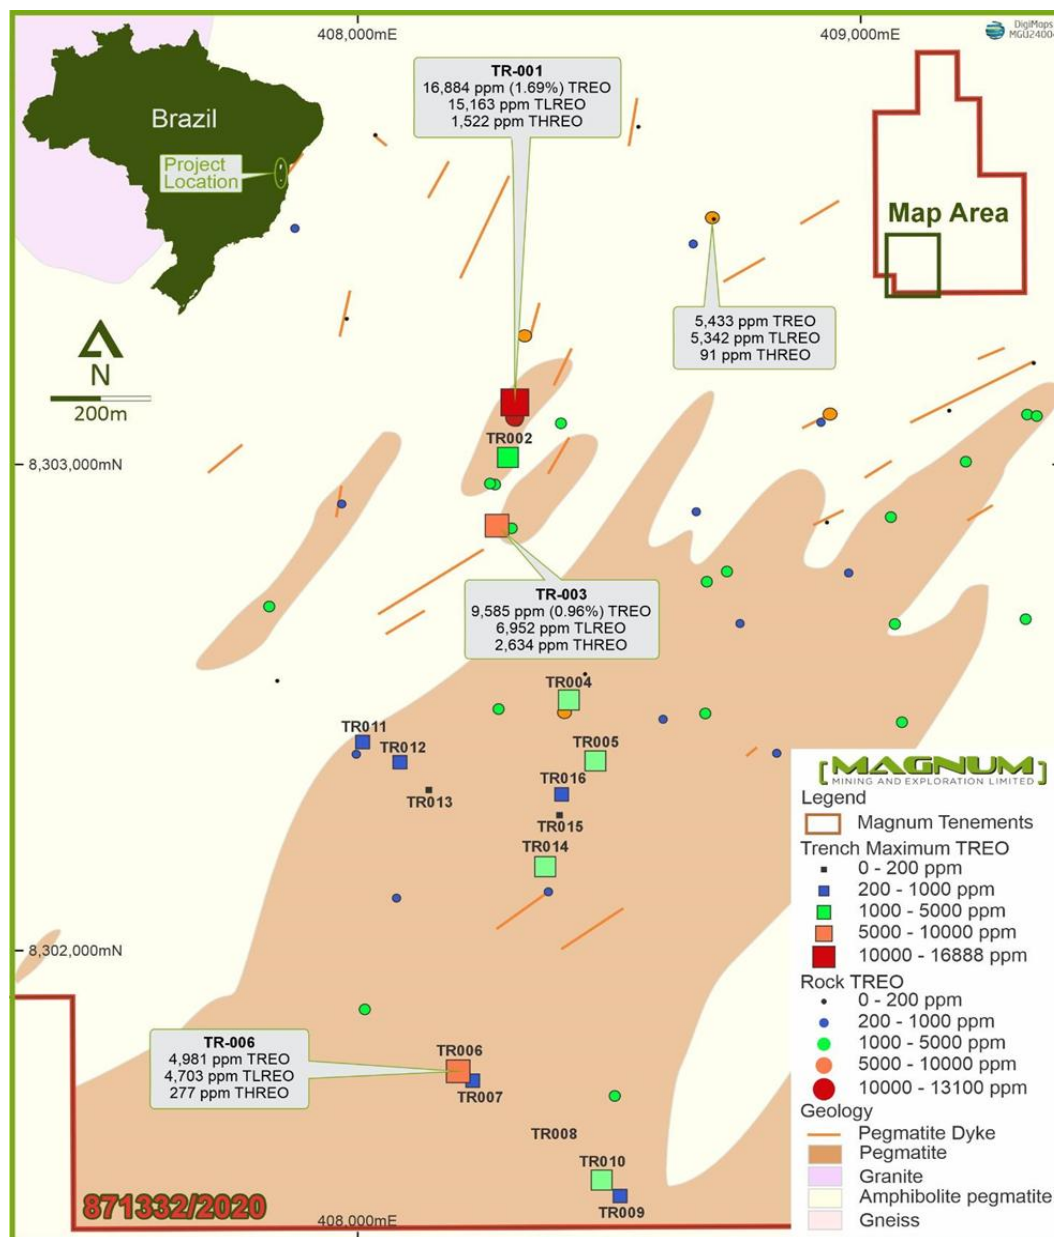 408,000mE
409,000mE
DigiMaps
Brazil
Project
Location
N
200m
TR-001
16,884 ppm (1.69%) TREO
15,163 ppm TLREO
1,522 ppm THREO
Map Area
5,433 ppm TREO
5,342 ppm TLREO
91 ppm THREO
TR002
8,303,000mN
TR-003
9,585 ppm (0.96%) TREO
6,952 ppm TLREO
2,634 ppm THREO
TR004
TR011
TR012
TR005
TR016
TR013
TR015
TR014
8,302,000mN
TR-006
4,981 ppm TREO
4,703 ppm TLREO
277 ppm THREO
TR006
TR007
TR008
TR010
TR009
871332/2020
408,000mE
[MAGNUM]
MINING AND EXPLORATION LIMITED
Legend
Magnum Tenements
Trench Maximum TREO
0 - 200 ppm
200 - 1000 ppm
1000 - 5000 ppm
5000 - 10000 ppm
10000 - 16888 ppm
Rock TREO
0 - 200 ppm
200 - 1000 ppm
1000 - 5000 ppm
5000 - 10000 ppm
10000 - 13100 ppm
Geology
Pegmatite Dyke
Pegmatite
Granite
Amphibolite pegmatite
Gneiss